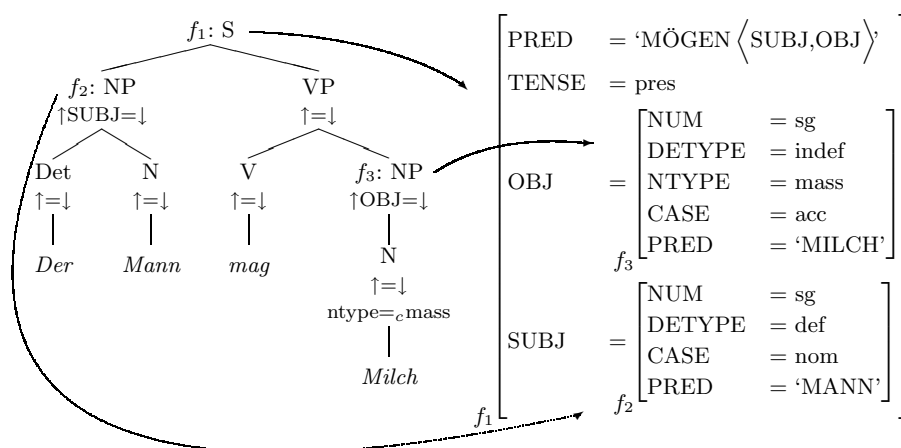 f₁: S
f₂: NP VP
↑SUBJ=↓ ↑=↓
Det N V f₃: NP
↑=↓ ↑=↓ ↑=↓ ↑OBJ=↓
Der Mann mag N
↑=↓
ntype=c mass
Milch
PRED = ‘MÖGEN ⟨SUBJ,OBJ⟩’
TENSE = pres
OBJ =
NUM = sg
DETYPE = indef
NTYPE = mass
CASE = acc
PRED = ‘MILCH’
f₃
SUBJ =
NUM = sg
DETYPE = def
CASE = nom
PRED = ‘MANN’
f₂
f₁